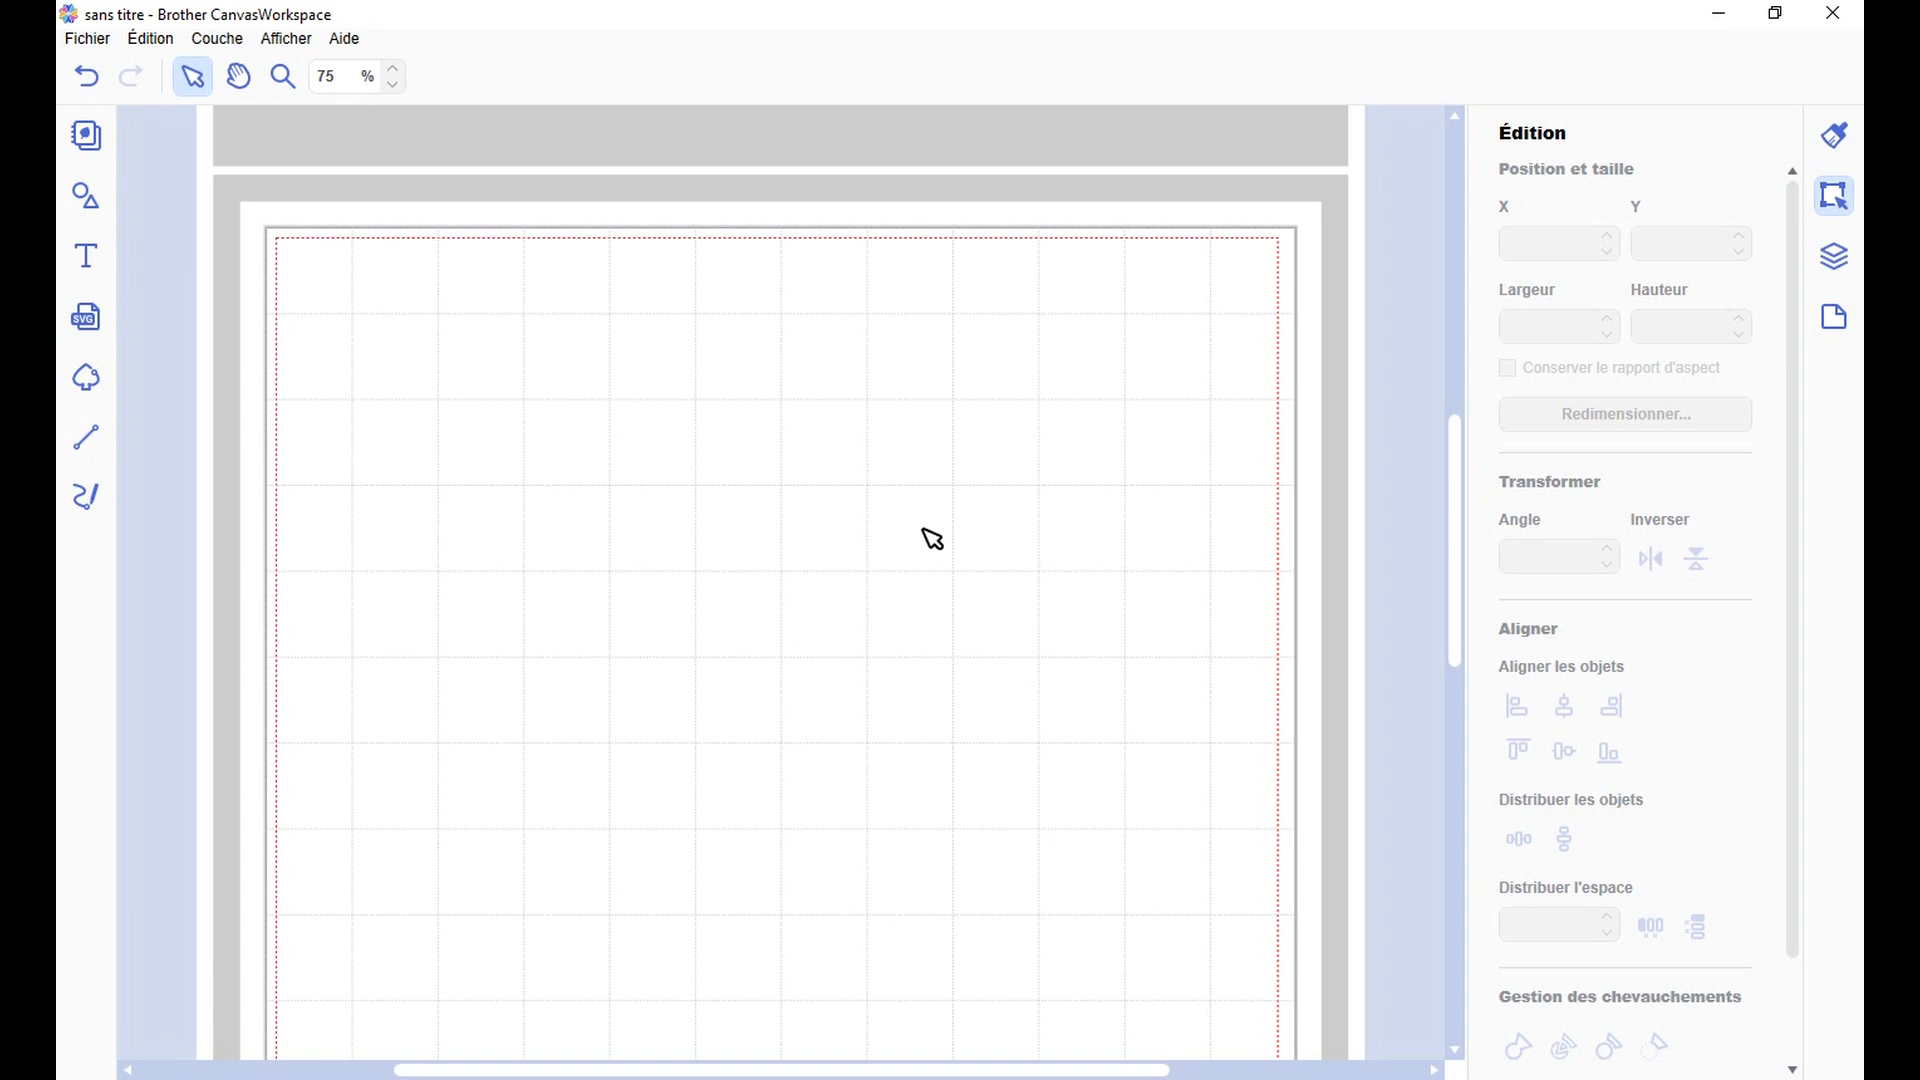 sans titre - Brother CanvasWorkspace
Fichier Édition Couche Afficher Aide
75 %
SVG
Édition
Position et taille
X Y
Largeur Hauteur
Conserver le rapport d'aspect
Redimensionner...
Transformer
Angle Inverser
Aligner
Aligner les objets
Distribuer les objets
Distribuer l'espace
Gestion des chevauchements